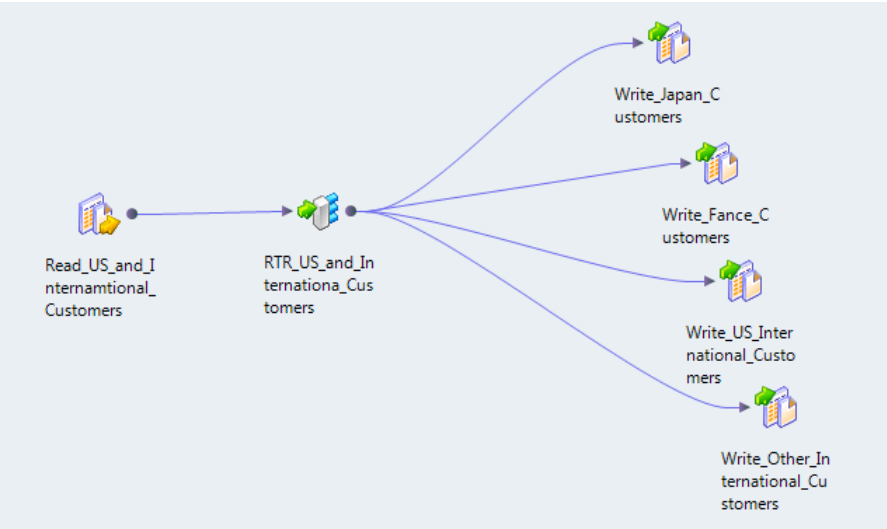 Write_Japan_C
ustomers
Write_Fance_C
ustomers
Read_US_and_I
nternamtional_
Customers
RTR_US_and_In
ternationa_Cus
tomers
Write_US_Inter
national_Custo
mers
Write_Other_In
ternational_Cu
stomers